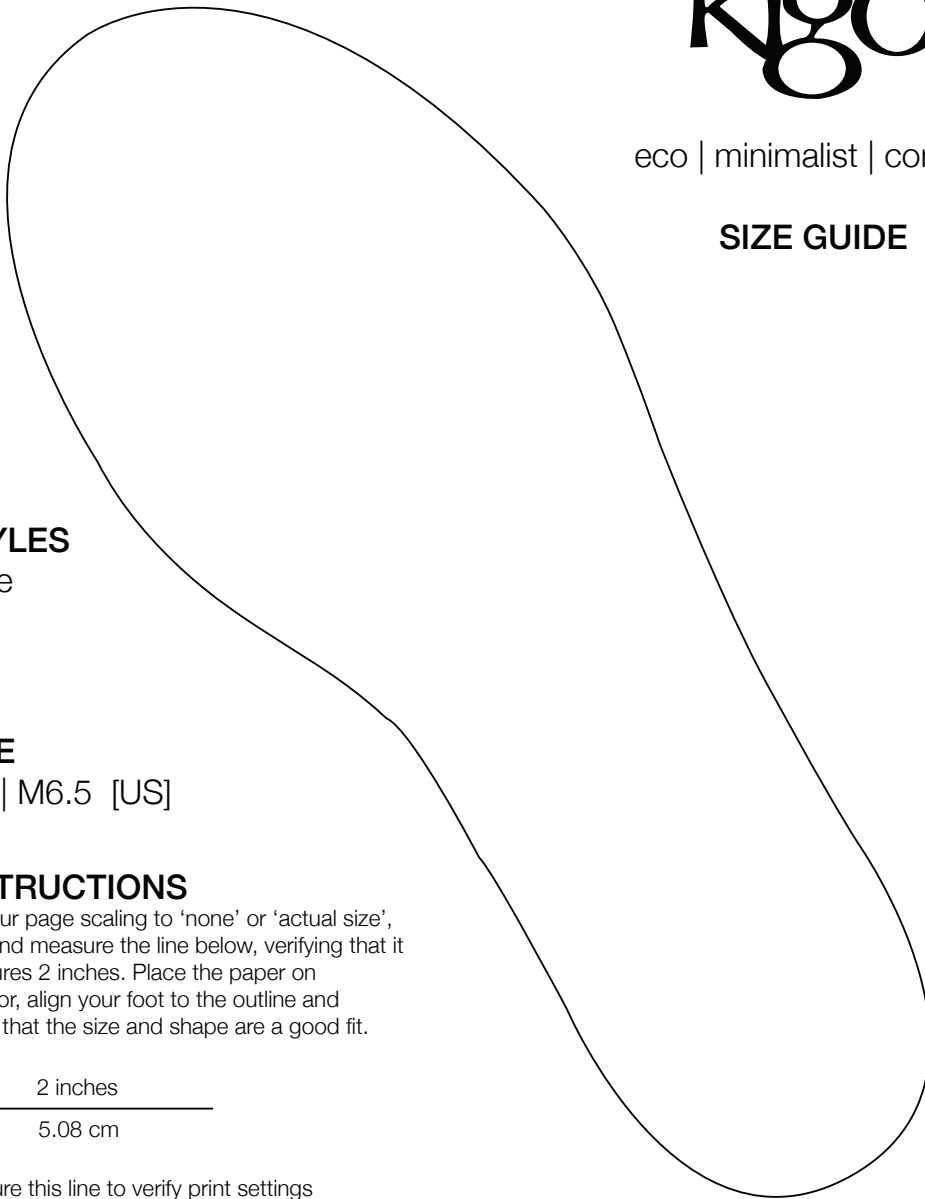 kigo
eco | minimalist | cor
SIZE GUIDE
YLES
e
E
| M6.5 [US]
TRUCTIONS
ur page scaling to ‘none’ or ‘actual size’,
nd measure the line below, verifying that it
ures 2 inches. Place the paper on
or, align your foot to the outline and
that the size and shape are a good fit.
2 inches
5.08 cm
ure this line to verify print settings